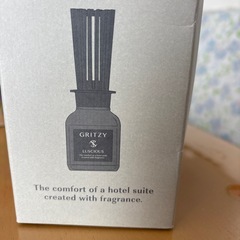 GRITZY
LUSCIOUS
The comfort of a hotel suite
created with fragrance.